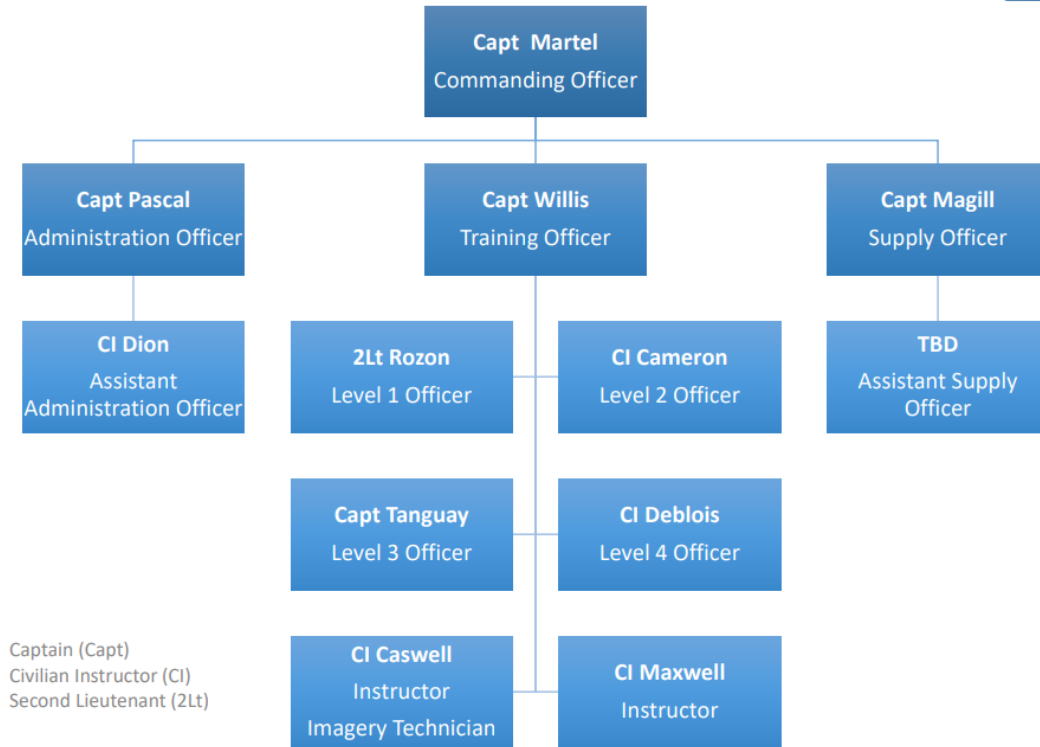 Capt Martel
Commanding Officer
Capt Pascal
Administration Officer
Capt Willis
Training Officer
Capt Magill
Supply Officer
CI Dion
Assistant
Administration Officer
2Lt Rozon
Level 1 Officer
CI Cameron
Level 2 Officer
TBD
Assistant Supply
Officer
Capt Tanguay
Level 3 Officer
CI Deblois
Level 4 Officer
CI Caswell
Instructor
Imagery Technician
CI Maxwell
Instructor
Captain (Capt)
Civilian Instructor (CI)
Second Lieutenant (2Lt)